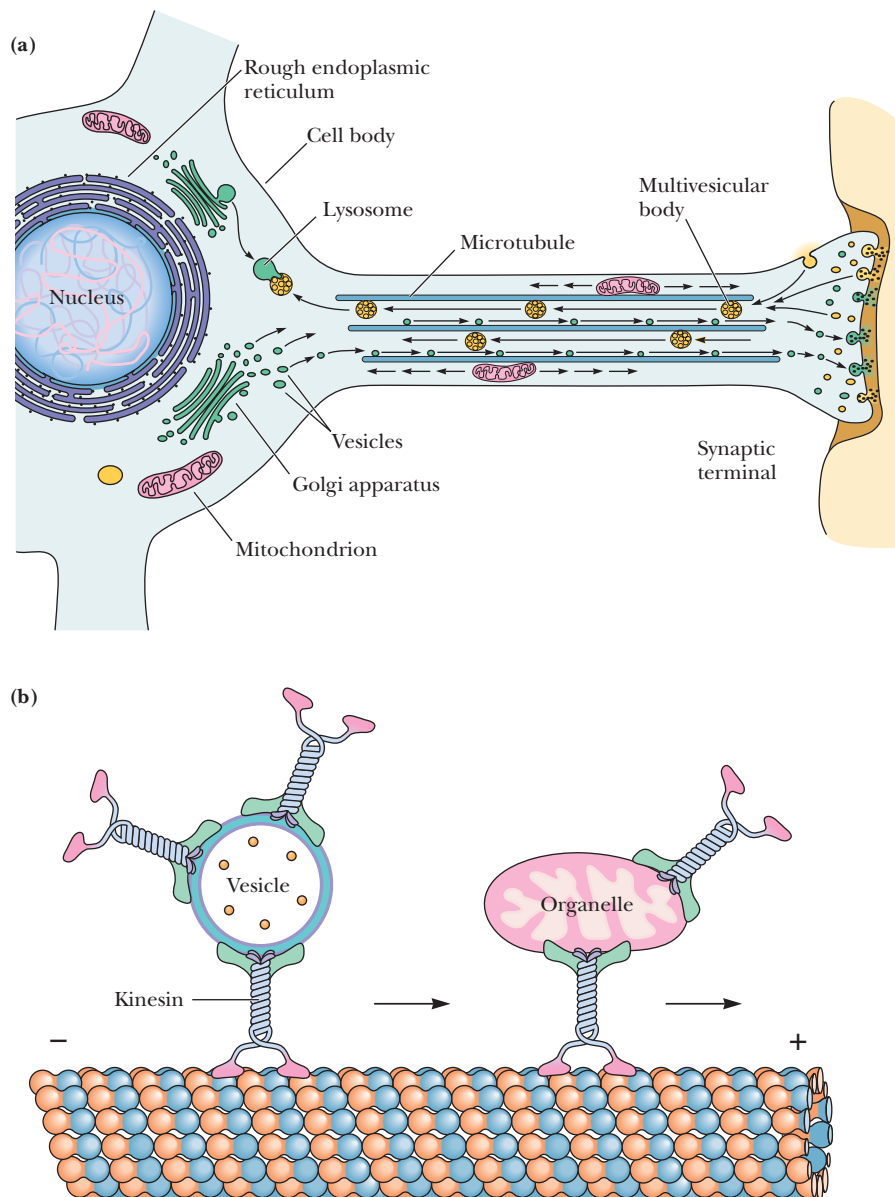 (a)
Rough endoplasmic
reticulum
Cell body
Multivesicular
body
Lysosome
Microtubule
Nucleus
Vesicles
Synaptic
terminal
Golgi apparatus
Mitochondrion
(b)
Vesicle
Organelle
Kinesin
–
+